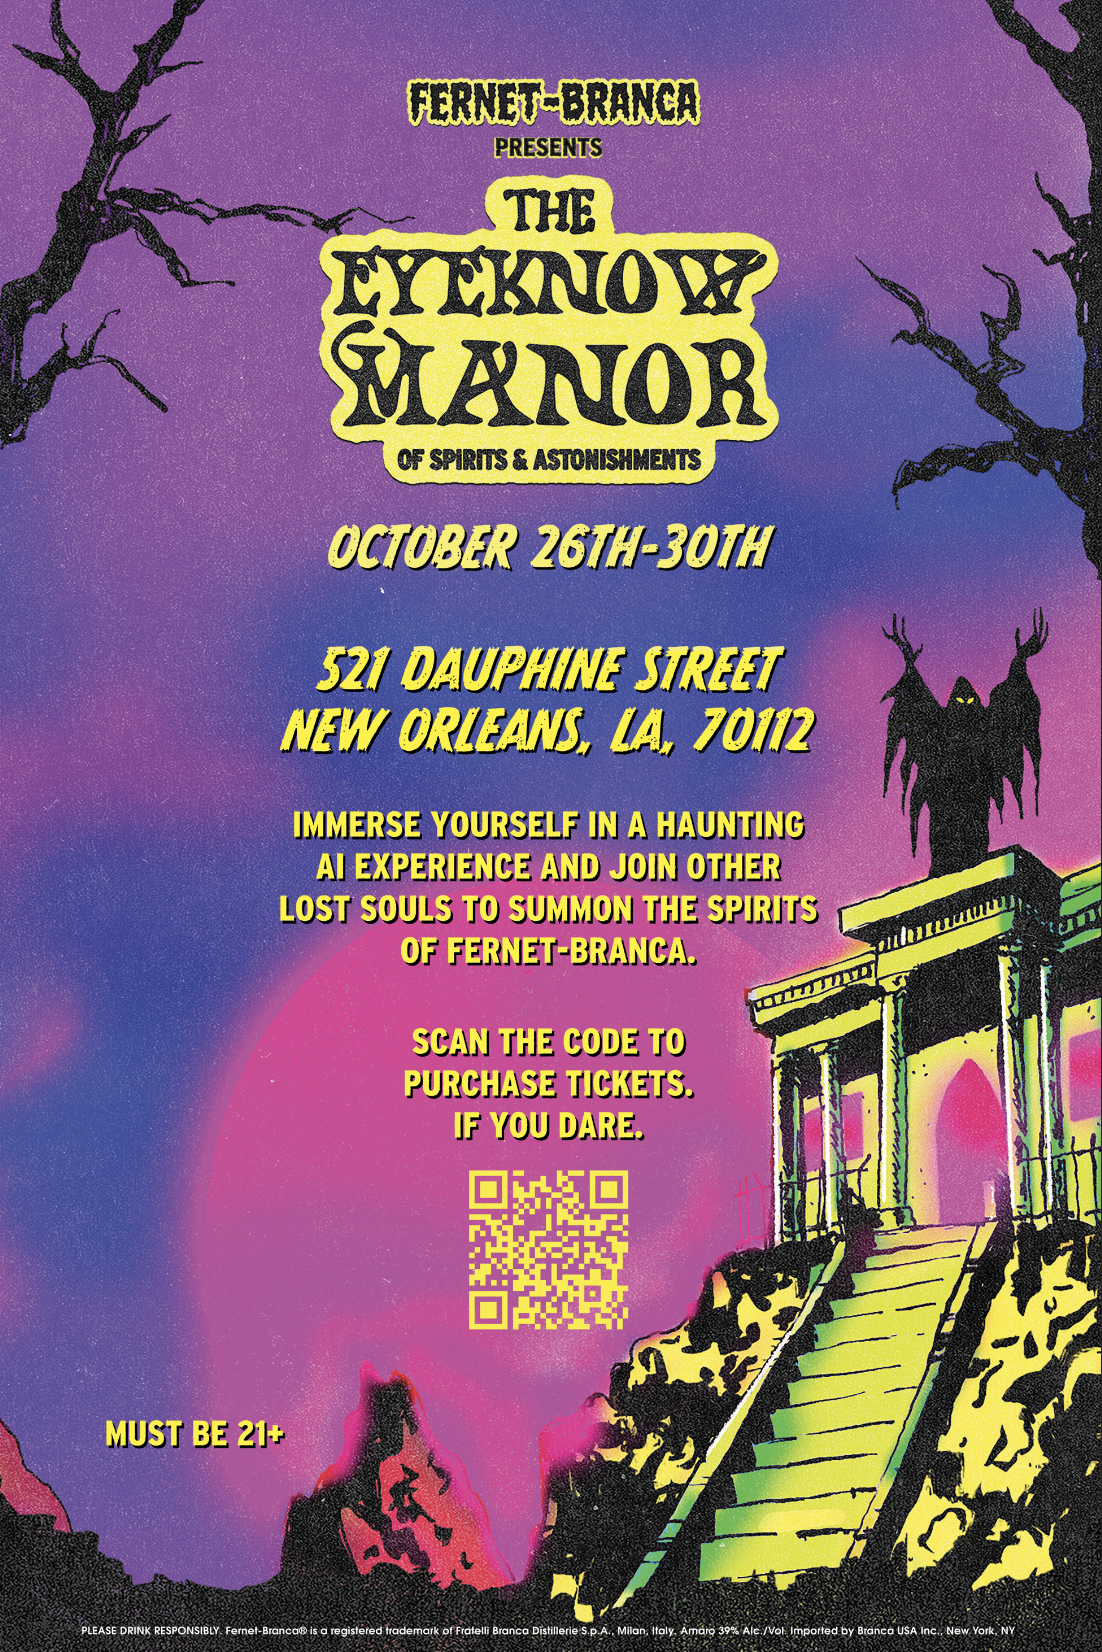 FERNET-BRANCA
PRESENTS
THE
EYEKNOW
MANOR
OF SPIRITS & ASTONISHMENTS
OCTOBER 26TH-30TH
521 DAUPHINE STREET
NEW ORLEANS, LA, 70112
IMMERSE YOURSELF IN A HAUNTING
AI EXPERIENCE AND JOIN OTHER
LOST SOULS TO SUMMON THE SPIRITS
OF FERNET-BRANCA.
SCAN THE CODE TO
PURCHASE TICKETS.
IF YOU DARE.
MUST BE 21+
PLEASE DRINK RESPONSIBLY. Fernet-Branca® is a registered trademark of Fratelli Branca Distillerie S.p.A., Milan, Italy. Amaro 39% Alc./Vol. Imported by Branca USA Inc., New York, NY